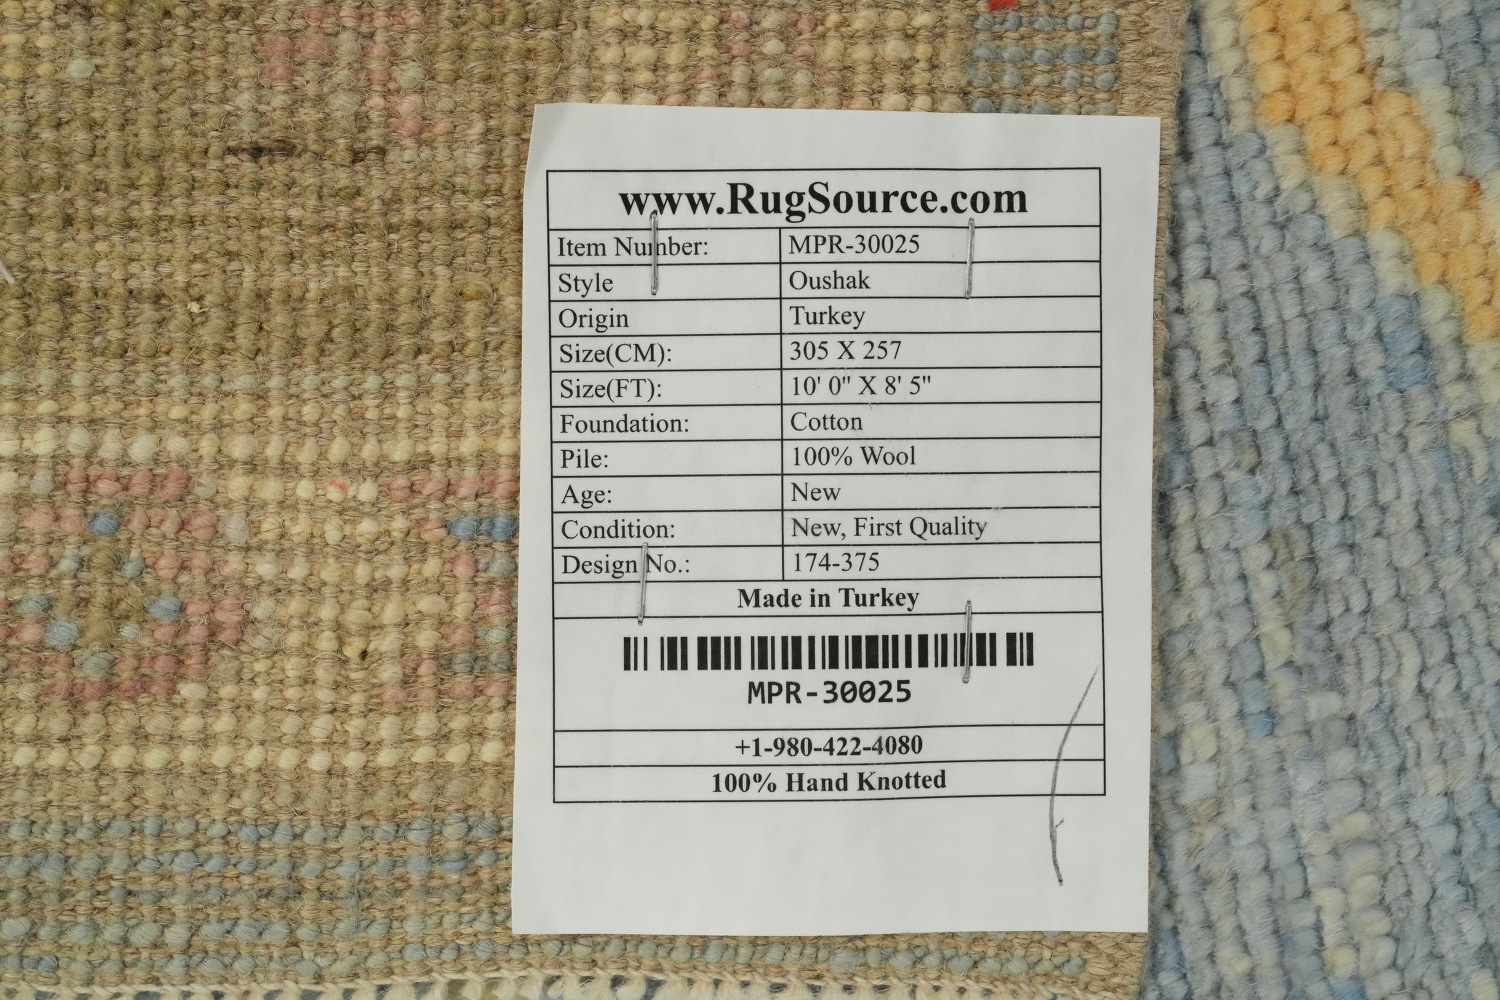 www.RugSource.com
Item Number: MPR-30025
Style Oushak
Origin Turkey
Size(CM): 305 X 257
Size(FT): 10' 0" X 8' 5"
Foundation: Cotton
Pile: 100% Wool
Age: New
Condition: New, First Quality
Design No.: 174-375
Made in Turkey
MPR-30025
+1-980-422-4080
100% Hand Knotted